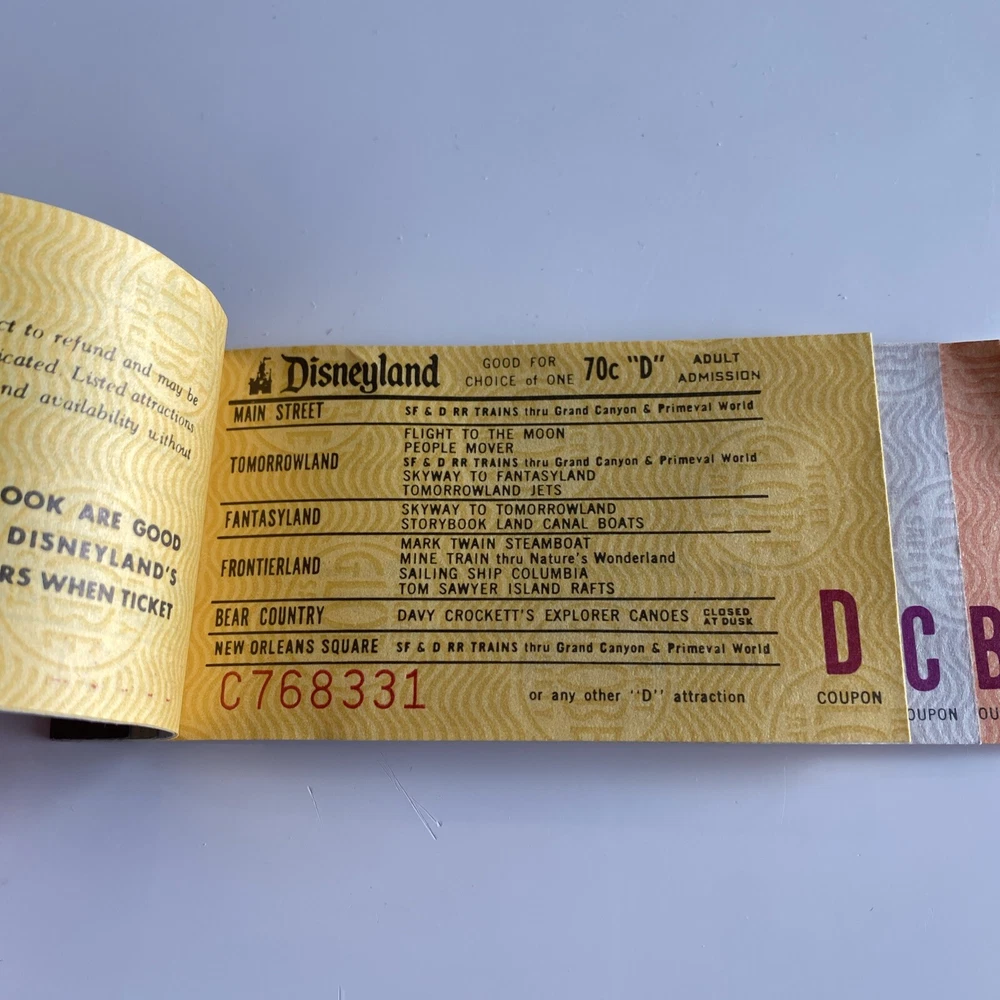 ct to refund and may be
icated. Listed attractions
nd availability without
OOK ARE GOOD
DISNEYLAND'S
RS WHEN TICKET
Disneyland GOOD FOR CHOICE of ONE 70c "D" ADULT ADMISSION
MAIN STREET SF & D RR TRAINS thru Grand Canyon & Primeval World
FLIGHT TO THE MOON
PEOPLE MOVER
TOMORROWLAND SF & D RR TRAINS thru Grand Canyon & Primeval World
SKYWAY TO FANTASYLAND
TOMORROWLAND JETS
FANTASYLAND SKYWAY TO TOMORROWLAND
STORYBOOK LAND CANAL BOATS
MARK TWAIN STEAMBOAT
FRONTIERLAND MINE TRAIN thru Nature's Wonderland
SAILING SHIP COLUMBIA
TOM SAWYER ISLAND RAFTS
BEAR COUNTRY DAVY CROCKETT'S EXPLORER CANOES CLOSED AT DUSK
NEW ORLEANS SQUARE SF & D RR TRAINS thru Grand Canyon & Primeval World
C768331 or any other "D" attraction
D
COUPON
C
OUPON
B
OU